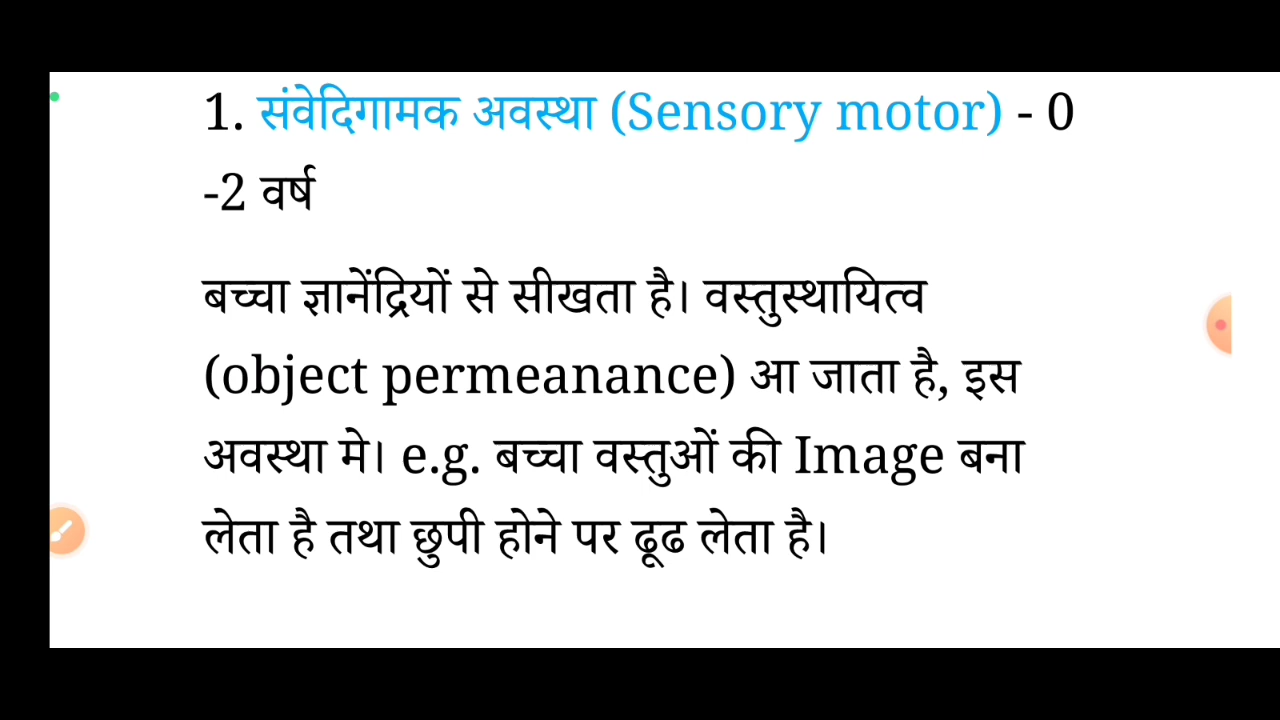 1. संवेदिगामक अवस्था (Sensory motor) - 0
-2 वर्ष
बच्चा ज्ञानेंद्रियों से सीखता है। वस्तुस्थायित्व
(object permeanance) आ जाता है, इस
अवस्था मे। e.g. बच्चा वस्तुओं की Image बना
लेता है तथा छुपी होने पर ढूढ लेता है।